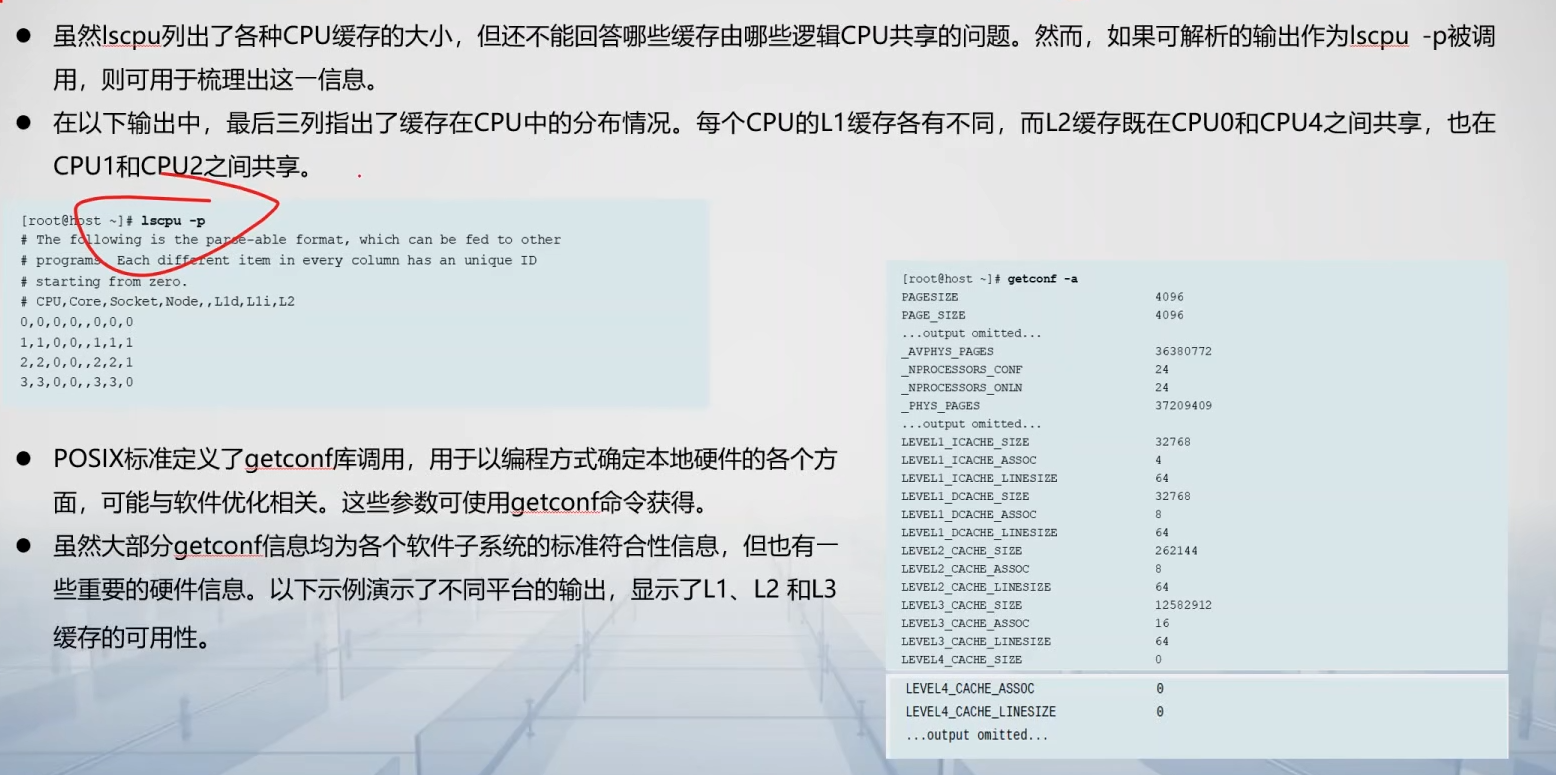 ● 虽然lscpu列出了各种CPU缓存的大小，但还不能回答哪些缓存由哪些逻辑CPU共享的问题。然而，如果可解析的输出作为lscpu -p被调
用，则可用于梳理出这一信息。
● 在以下输出中，最后三列指出了缓存在CPU中的分布情况。每个CPU的L1缓存各有不同，而L2缓存既在CPU0和CPU4之间共享，也在
CPU1和CPU2之间共享。
[root@host ~]# lscpu -p
# The following is the parse-able format, which can be fed to other
# programs. Each different item in every column has an unique ID
# starting from zero.
# CPU,Core,Socket,Node,,L1d,L1i,L2
0,0,0,0,,0,0,0
1,1,0,0,,1,1,1
2,2,0,0,,2,2,1
3,3,0,0,,3,3,0
● POSIX标准定义了getconf库调用，用于以编程方式确定本地硬件的各个方
面，可能与软件优化相关。这些参数可使用getconf命令获得。
● 虽然大部分getconf信息均为各个软件子系统的标准符合性信息，但也有一
些重要的硬件信息。以下示例演示了不同平台的输出，显示了L1、L2 和L3
缓存的可用性。
[root@host ~]# getconf -a
PAGESIZE 4096
PAGE_SIZE 4096
...output omitted...
_AVPHYS_PAGES 36380772
_NPROCESSORS_CONF 24
_NPROCESSORS_ONLN 24
_PHYS_PAGES 37209409
...output omitted...
LEVEL1_ICACHE_SIZE 32768
LEVEL1_ICACHE_ASSOC 4
LEVEL1_ICACHE_LINESIZE 64
LEVEL1_DCACHE_SIZE 32768
LEVEL1_DCACHE_ASSOC 8
LEVEL1_DCACHE_LINESIZE 64
LEVEL2_CACHE_SIZE 262144
LEVEL2_CACHE_ASSOC 8
LEVEL2_CACHE_LINESIZE 64
LEVEL3_CACHE_SIZE 12582912
LEVEL3_CACHE_ASSOC 16
LEVEL3_CACHE_LINESIZE 64
LEVEL4_CACHE_SIZE 0
LEVEL4_CACHE_ASSOC 0
LEVEL4_CACHE_LINESIZE 0
...output omitted...